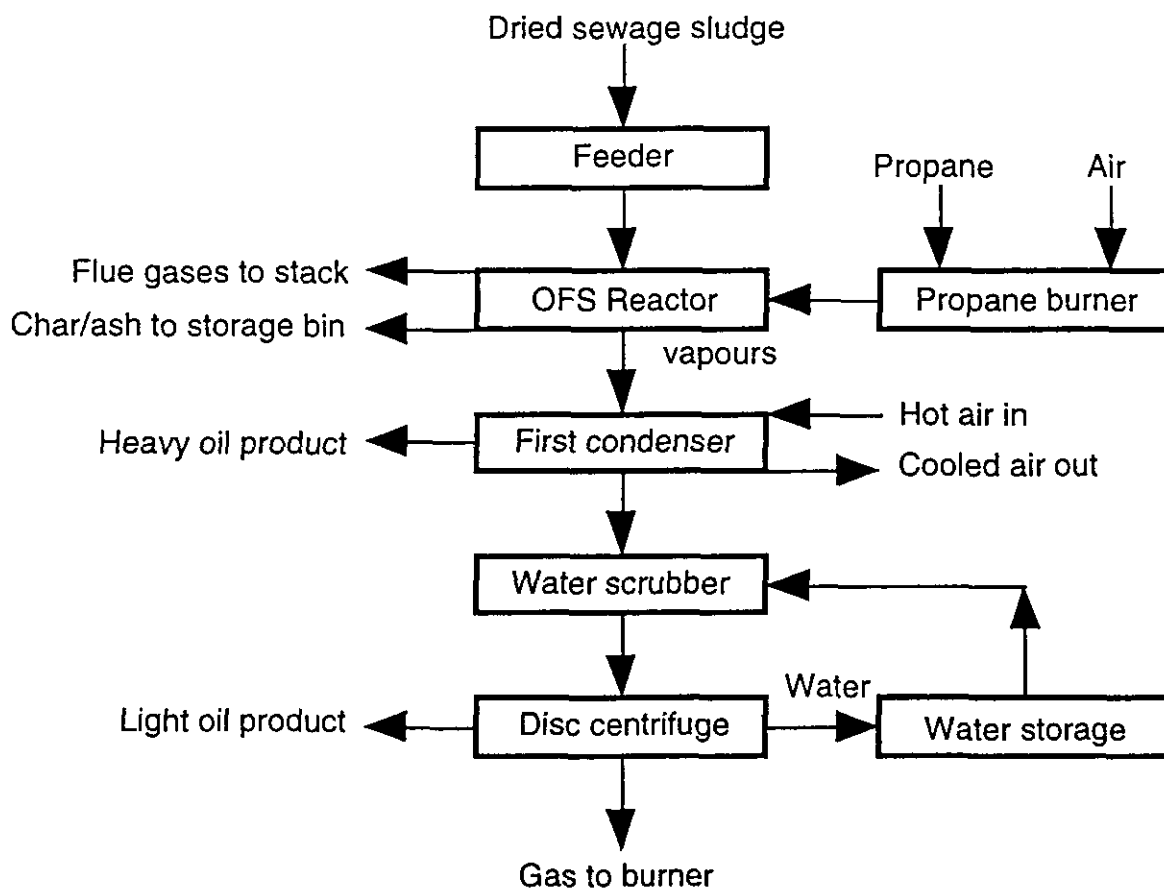 Dried sewage sludge
Feeder
Propane
Air
Flue gases to stack
OFS Reactor
Propane burner
Char/ash to storage bin
vapours
Hot air in
Heavy oil product
First condenser
Cooled air out
Water scrubber
Water
Light oil product
Disc centrifuge
Water storage
Gas to burner